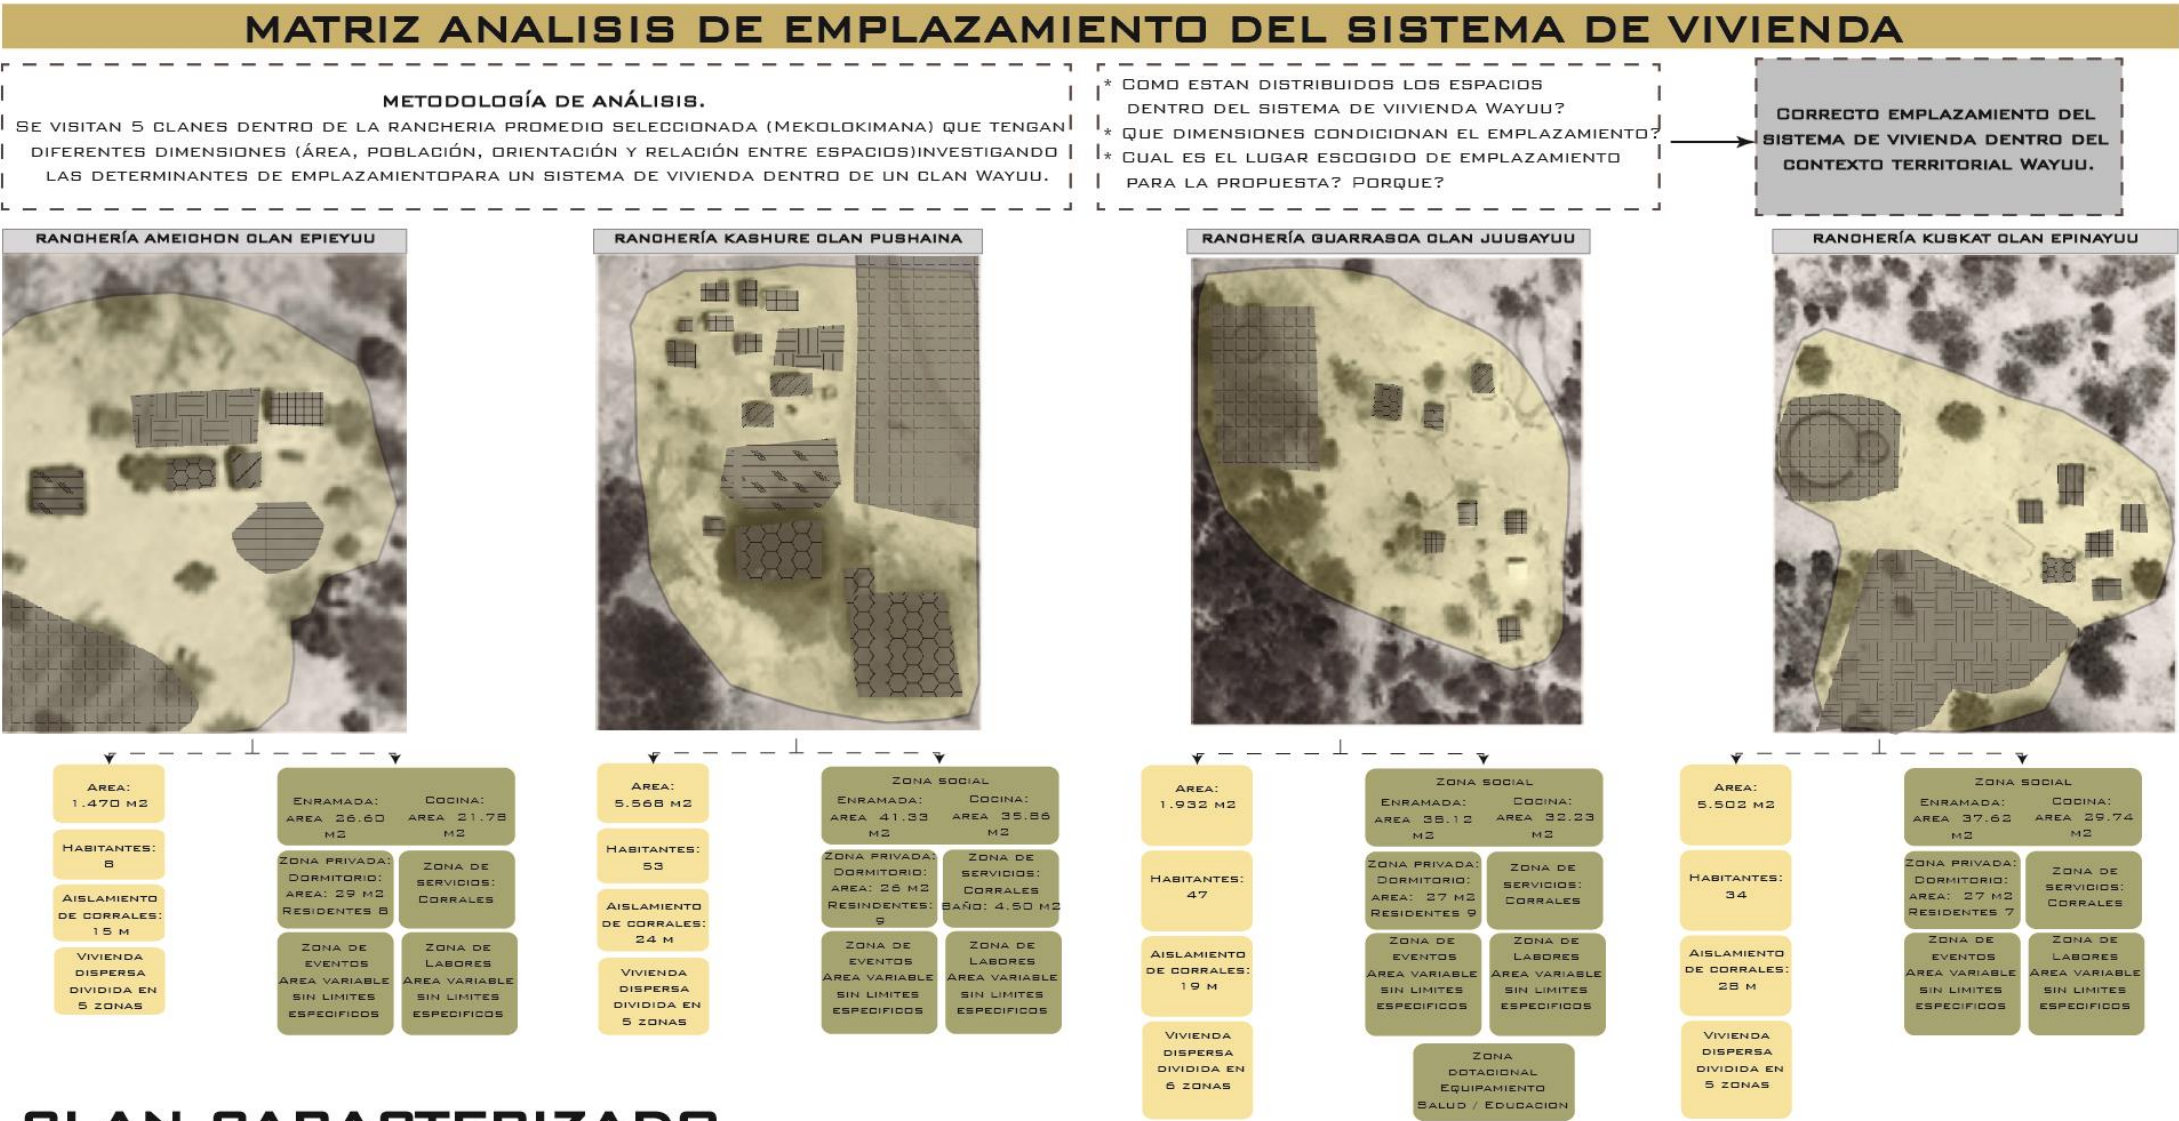 MATRIZ ANALISIS DE EMPLAZAMIENTO DEL SISTEMA DE VIVIENDA
METODOLOGÍA DE ANÁLISIS.
SE VISITAN 5 CLANES DENTRO DE LA RANCHERIA PROMEDIO SELECCIONADA (MEKOLOKIMANA) QUE TENGAN
DIFERENTES DIMENSIONES (ÁREA, POBLACIÓN, ORIENTACIÓN Y RELACIÓN ENTRE ESPACIOS)INVESTIGANDO
LAS DETERMINANTES DE EMPLAZAMIENTOPARA UN SISTEMA DE VIVIENDA DENTRO DE UN CLAN WAYUU.
* COMO ESTAN DISTRIBUIDOS LOS ESPACIOS
DENTRO DEL SISTEMA DE VIIVIENDA WAYUU?
* QUE DIMENSIONES CONDICIONAN EL EMPLAZAMIENTO?
* CUAL ES EL LUGAR ESCOGIDO DE EMPLAZAMIENTO
PARA LA PROPUESTA? PORQUE?
CORRECTO EMPLAZAMIENTO DEL
SISTEMA DE VIVIENDA DENTRO DEL
CONTEXTO TERRITORIAL WAYUU.
RANCHERÍA AMEICHON CLAN EPIEYUU
AREA:
1.470 M2
HABITANTES:
8
AISLAMIENTO
DE CORRALES:
15 M
VIVIENDA
DISPERSA
DIVIDIDA EN
5 ZONAS
ENRAMADA:
AREA 26.60
M2
COCINA:
AREA 21.78
M2
ZONA PRIVADA:
DORMITORIO:
AREA: 29 M2
RESIDENTES 8
ZONA DE
SERVICIOS:
CORRALES
ZONA DE
EVENTOS
AREA VARIABLE
SIN LIMITES
ESPECIFICOS
ZONA DE
LABORES
AREA VARIABLE
SIN LIMITES
ESPECIFICOS
RANCHERÍA KASHURE CLAN PUSHAINA
AREA:
5.568 M2
HABITANTES:
53
AISLAMIENTO
DE CORRALES:
24 M
VIVIENDA
DISPERSA
DIVIDIDA EN
5 ZONAS
ZONA SOCIAL
ENRAMADA:
AREA 41.33
M2
COCINA:
AREA 35.86
M2
ZONA PRIVADA:
DORMITORIO:
AREA: 26 M2
RESINDENTES:
9
ZONA DE
SERVICIOS:
CORRALES
BAÑO: 4.50 M2
ZONA DE
EVENTOS
AREA VARIABLE
SIN LIMITES
ESPECIFICOS
ZONA DE
LABORES
AREA VARIABLE
SIN LIMITES
ESPECIFICOS
RANCHERÍA GUARRASCA CLAN JUUSAYUU
AREA:
1.932 M2
HABITANTES:
47
AISLAMIENTO
DE CORRALES:
19 M
VIVIENDA
DISPERSA
DIVIDIDA EN
6 ZONAS
ZONA SOCIAL
ENRAMADA:
AREA 38.12
M2
COCINA:
AREA 32.23
M2
ZONA PRIVADA:
DORMITORIO:
AREA: 27 M2
RESIDENTES 9
ZONA DE
SERVICIOS:
CORRALES
ZONA DE
EVENTOS
AREA VARIABLE
SIN LIMITES
ESPECIFICOS
ZONA DE
LABORES
AREA VARIABLE
SIN LIMITES
ESPECIFICOS
ZONA
DOTACIONAL
EQUIPAMIENTO
SALUD / EDUCACION
RANCHERÍA KUSKAT CLAN EPINAYUU
AREA:
5.502 M2
HABITANTES:
34
AISLAMIENTO
DE CORRALES:
28 M
VIVIENDA
DISPERSA
DIVIDIDA EN
5 ZONAS
ZONA SOCIAL
ENRAMADA:
AREA 37.62
M2
COCINA:
AREA 29.74
M2
ZONA PRIVADA:
DORMITORIO:
AREA: 27 M2
RESIDENTES 7
ZONA DE
SERVICIOS:
CORRALES
ZONA DE
EVENTOS
AREA VARIABLE
SIN LIMITES
ESPECIFICOS
ZONA DE
LABORES
AREA VARIABLE
SIN LIMITES
ESPECIFICOS
CLAN CARACTERIZADO